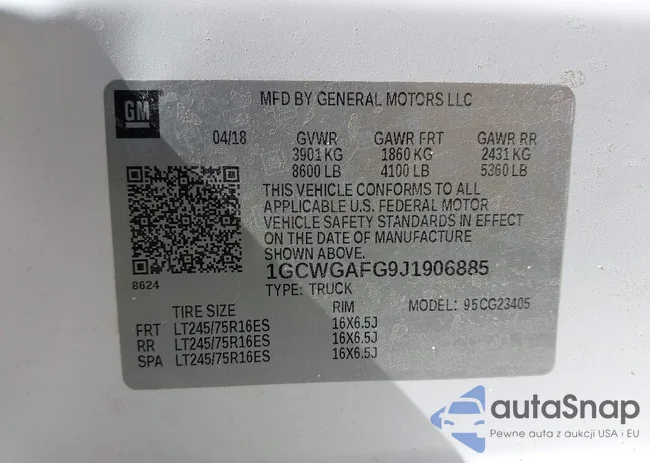 GM
MFD BY GENERAL MOTORS LLC
04/18 GVWR GAWR FRT GAWR RR
3901 KG 1860 KG 2431 KG
8600 LB 4100 LB 5360 LB
THIS VEHICLE CONFORMS TO ALL
APPLICABLE U.S. FEDERAL MOTOR
VEHICLE SAFETY STANDARDS IN EFFECT
ON THE DATE OF MANUFACTURE
SHOWN ABOVE.
8624
1GCWGAFG9J1906885
TYPE: TRUCK
TIRE SIZE RIM MODEL: 95CG23405
FRT LT245/75R16ES 16X6.5J
RR LT245/75R16ES 16X6.5J
SPA LT245/75R16ES 16X6.5J
autaSnap
Pewne auta z aukcji USA i EU